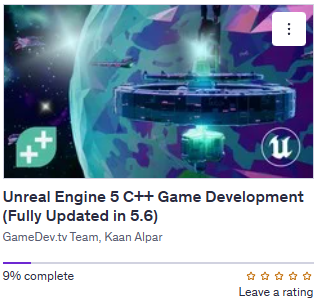 Unreal Engine 5 C++ Game Development
(Fully Updated in 5.6)
GameDev.tv Team, Kaan Alpar
9% complete
Leave a rating